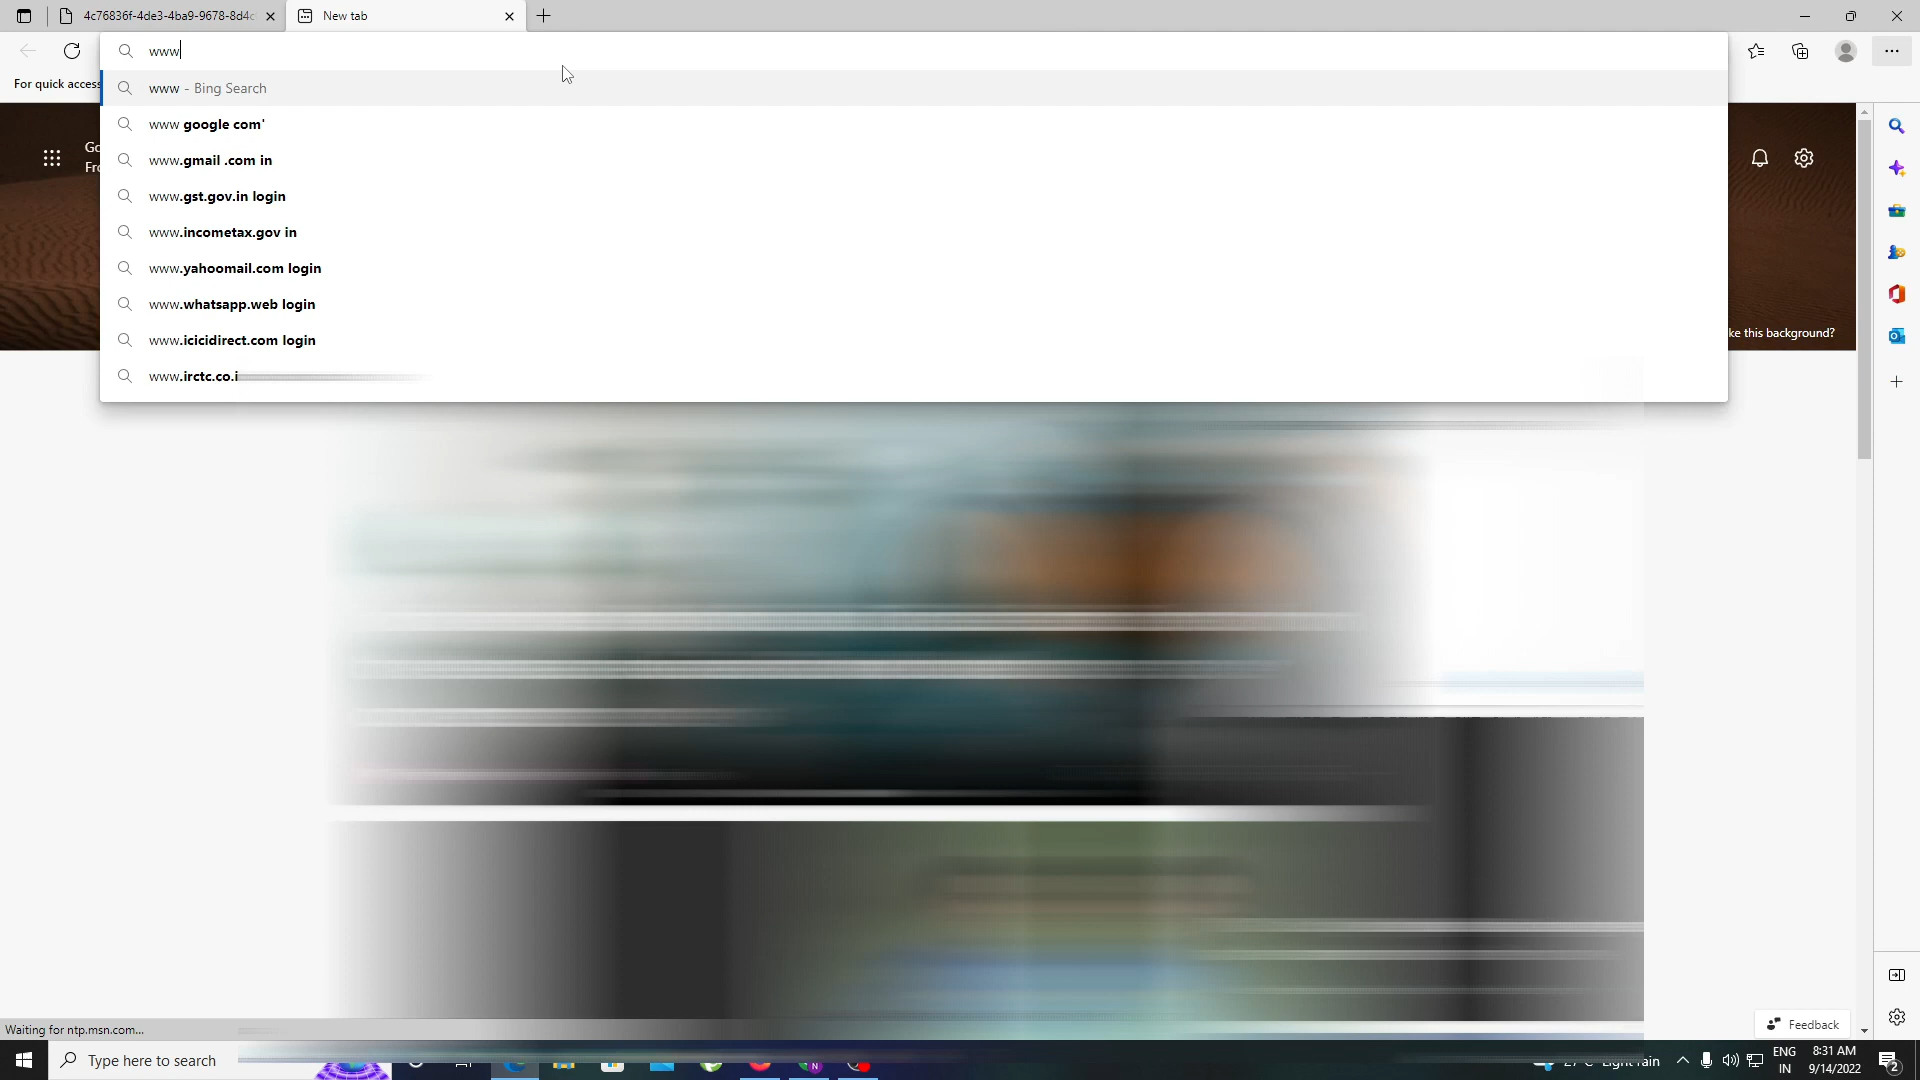 4c76836f-4de3-4ba9-9678-8d4c
New tab
www
For quick access
www - Bing Search
www google com'
www.gmail .com in
www.gst.gov.in login
www.incometax.gov in
www.yahoomail.com login
www.whatsapp.web login
www.icicidirect.com login
www.irctc.co.i
ke this background?
Waiting for ntp.msn.com...
Feedback
Type here to search
ENG
IN
8:31 AM
9/14/2022
2